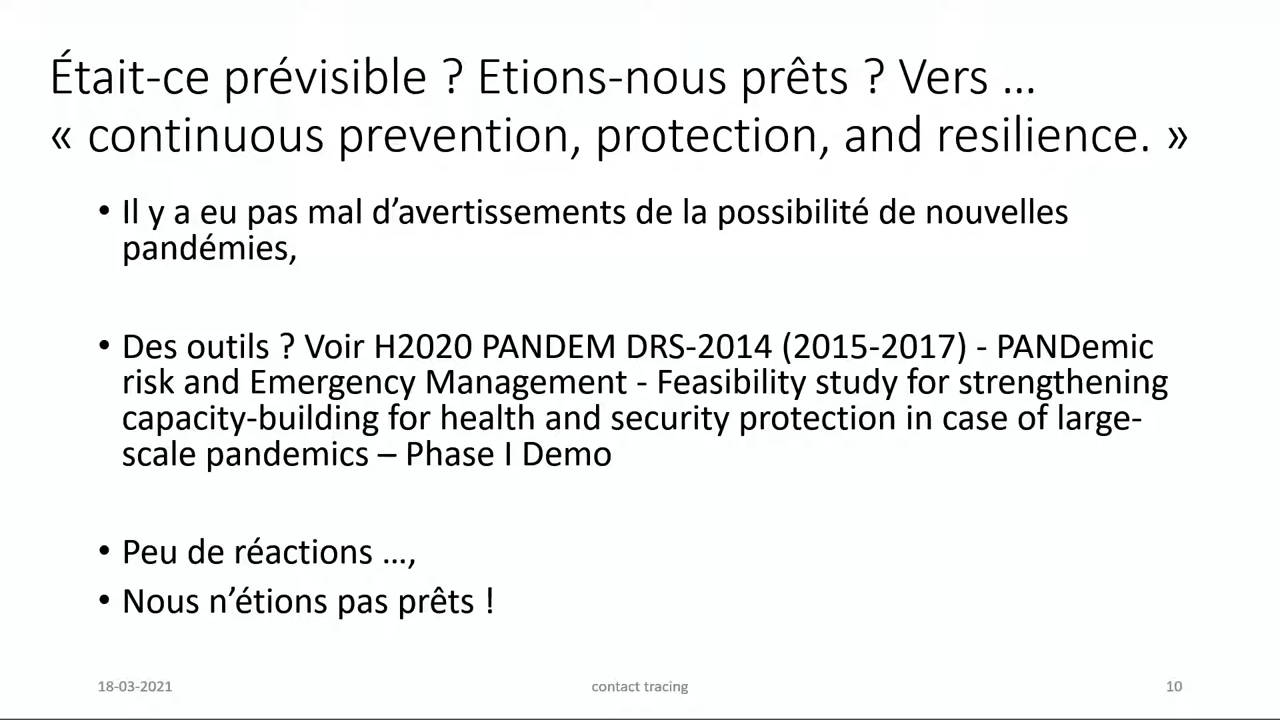 Était-ce prévisible ? Etions-nous prêts ? Vers …
« continuous prevention, protection, and resilience. »
• Il y a eu pas mal d’avertissements de la possibilité de nouvelles
pandémies,
• Des outils ? Voir H2020 PANDEM DRS-2014 (2015-2017) - PANDemic
risk and Emergency Management - Feasibility study for strengthening
capacity-building for health and security protection in case of large-
scale pandemics – Phase I Demo
• Peu de réactions …,
• Nous n’étions pas prêts !
18-03-2021
contact tracing
10